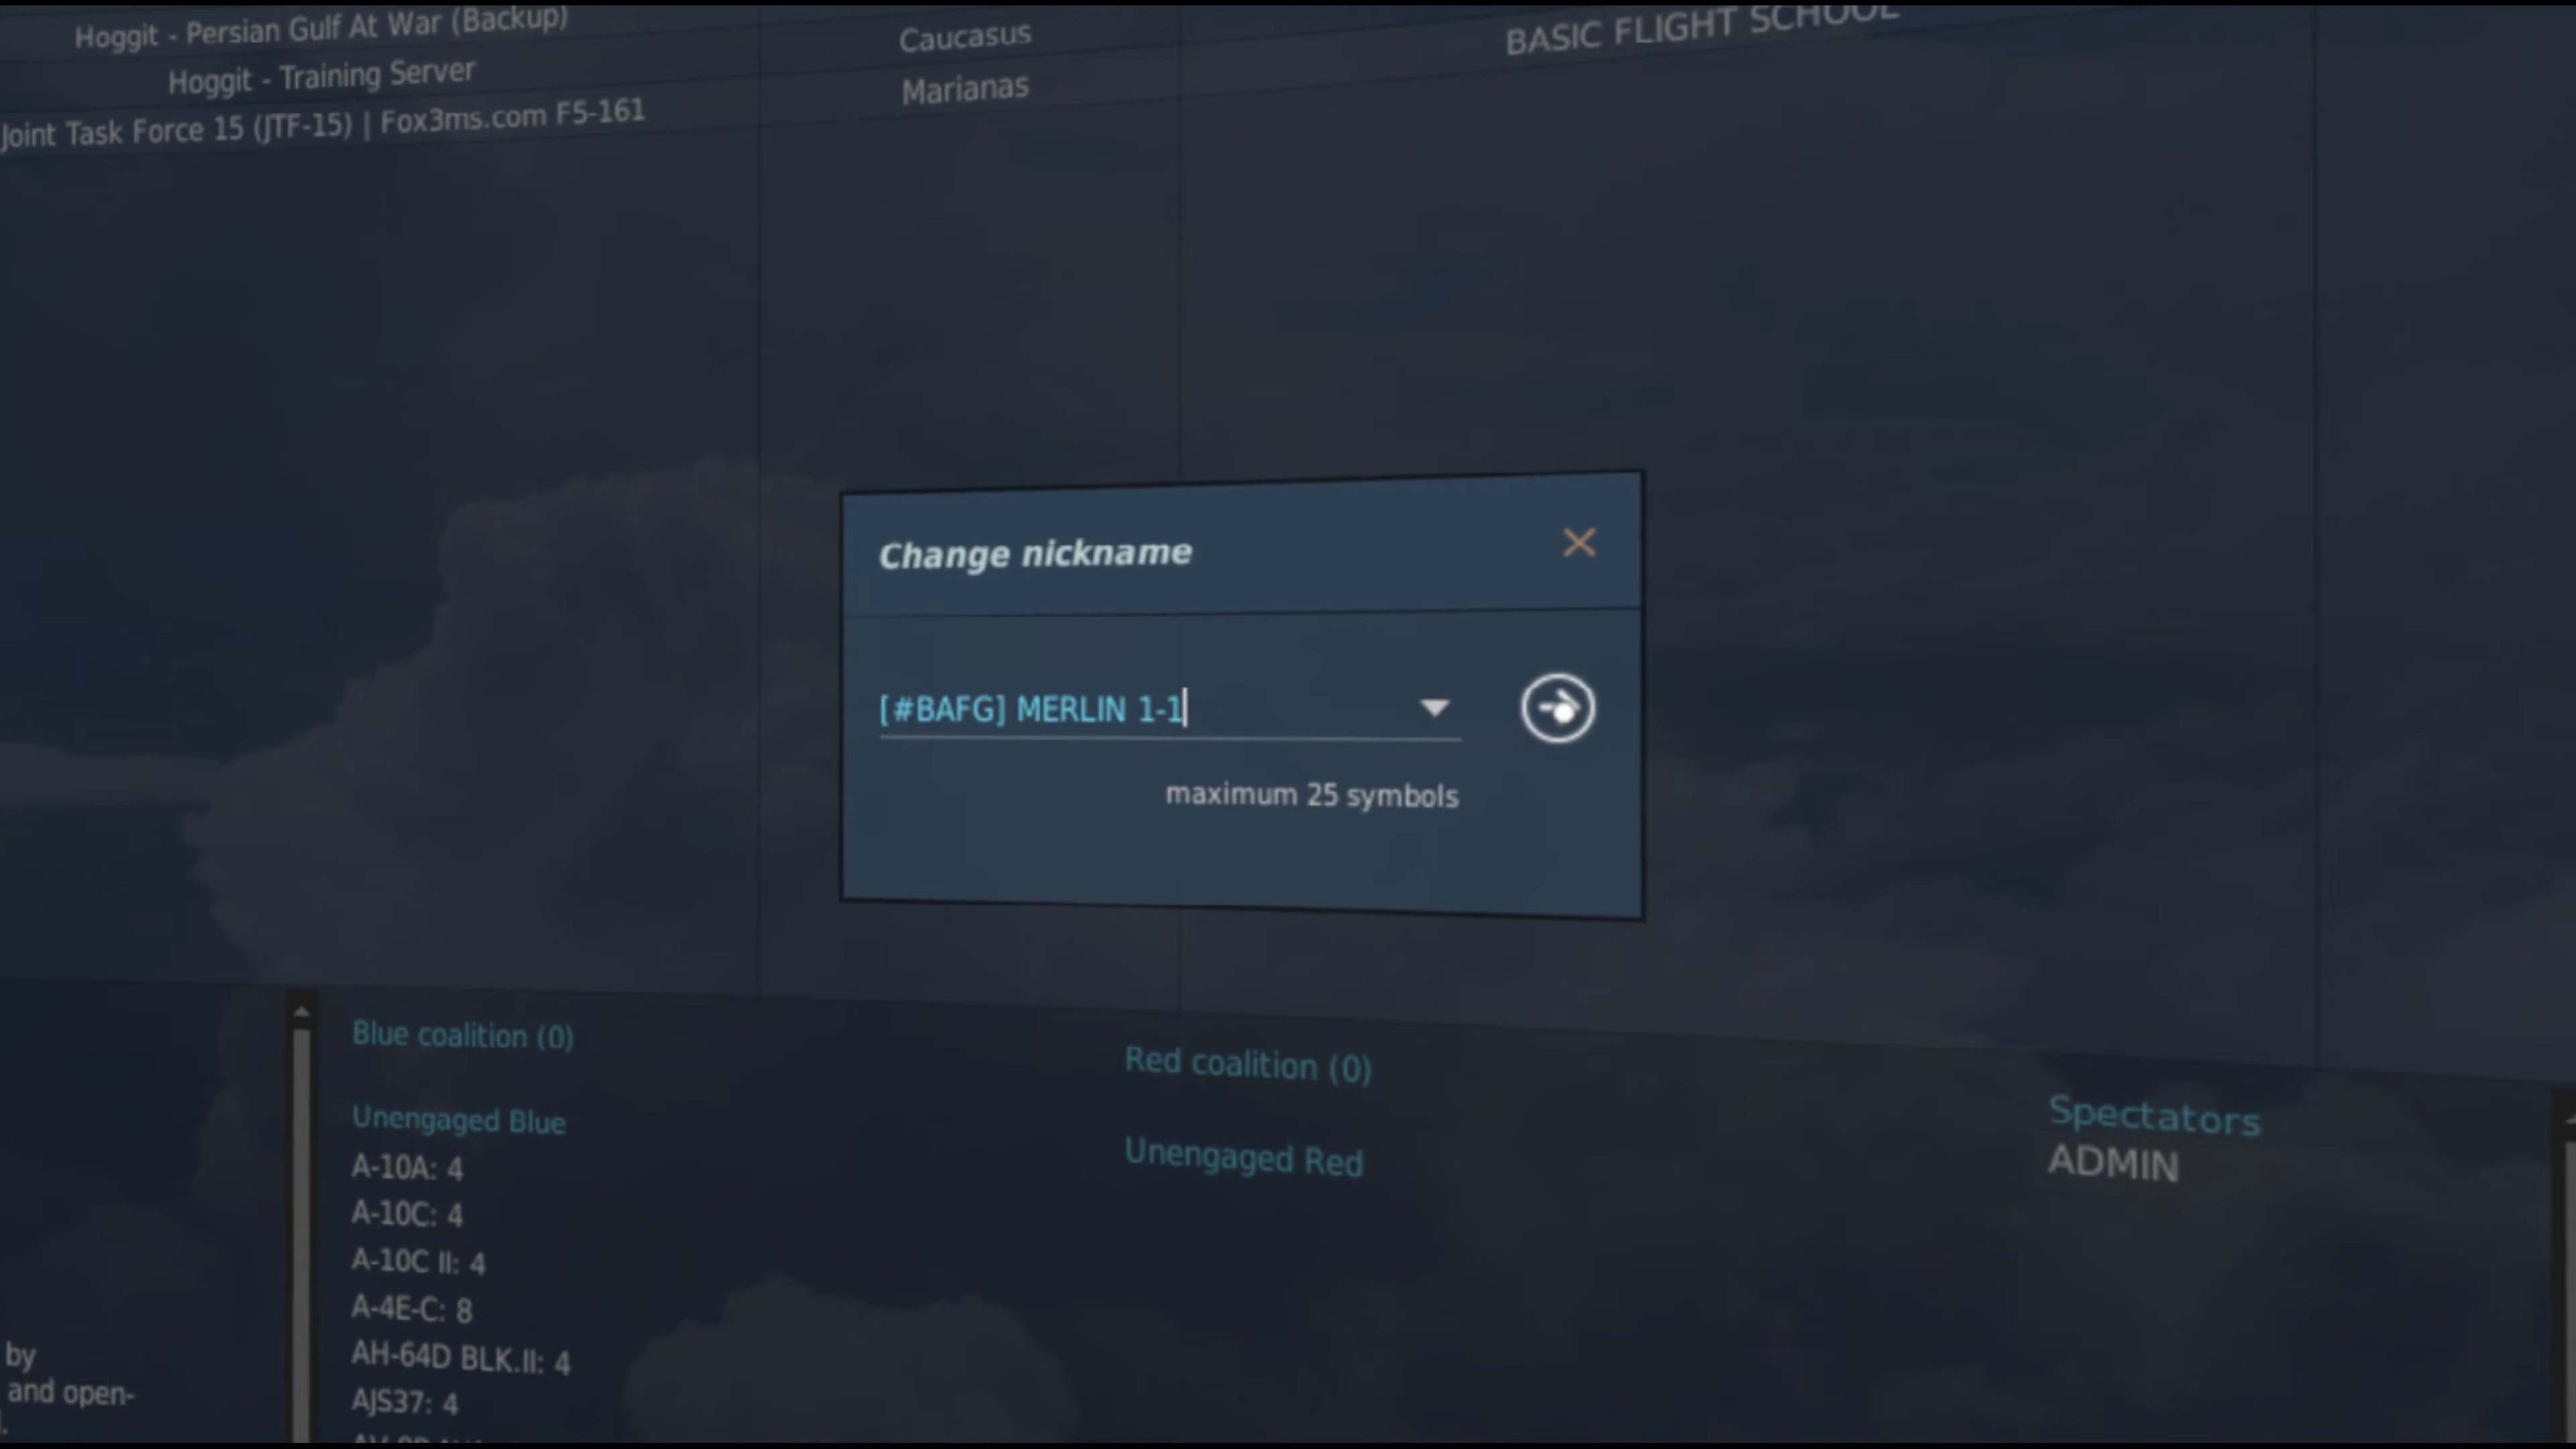 Hoggit - Persian Gulf At War (Backup)
Caucasus
BASIC FLIGHT SCHOOL
Hoggit - Training Server
Marianas
Joint Task Force 15 (JTF-15) | Fox3ms.com F5-161
Change nickname
[#BAFG] MERLIN 1-1
maximum 25 symbols
Blue coalition (0)
Red coalition (0)
Unengaged Blue
Unengaged Red
Spectators
ADMIN
A-10A: 4
A-10C: 4
A-10C II: 4
A-4E-C: 8
AH-64D BLK.II: 4
AJS37: 4
by
and open-